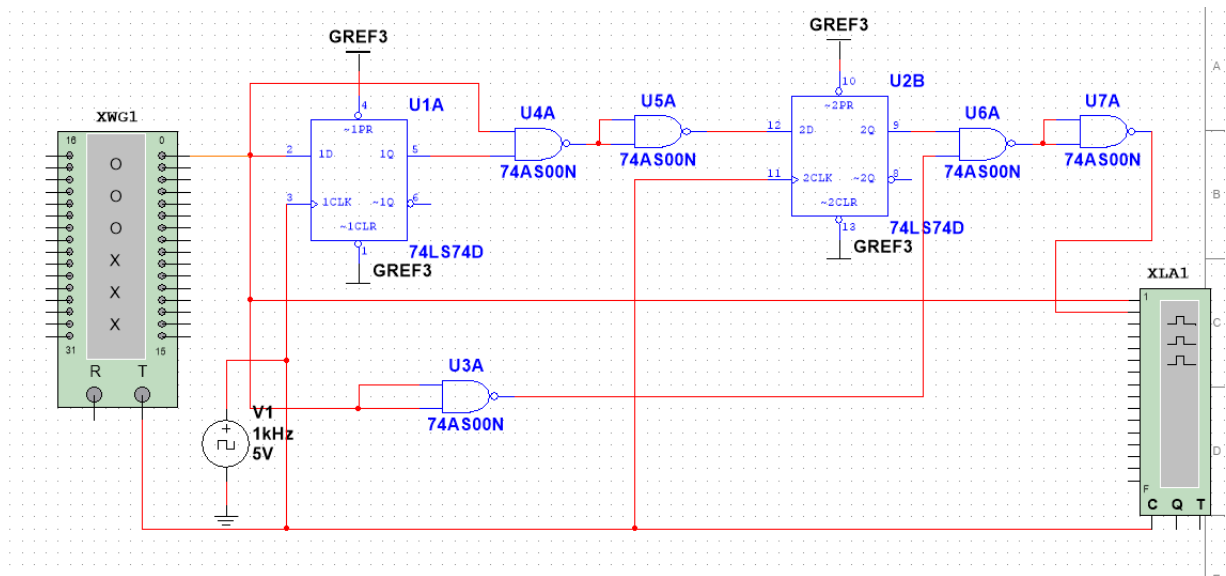 GREF3
GREF3
A
10
U2B
4
U1A
U4A
U5A
U6A
U7A
XWG1
~1PR
~2PR
16
0
O
2
1D
1Q
5
12
2D
2Q
9
74AS00N
74AS00N
74AS00N
74AS00N
O
11
2CLK
~2Q
8
B
3
1CLK
~1Q
6
~2CLR
O
~1CLR
13
74LS74D
1
74LS74D
GREF3
X
GREF3
XLA1
X
1
X
C
31
15
R
T
U3A
V1
1kHz
5V
74AS00N
D
F
C Q T